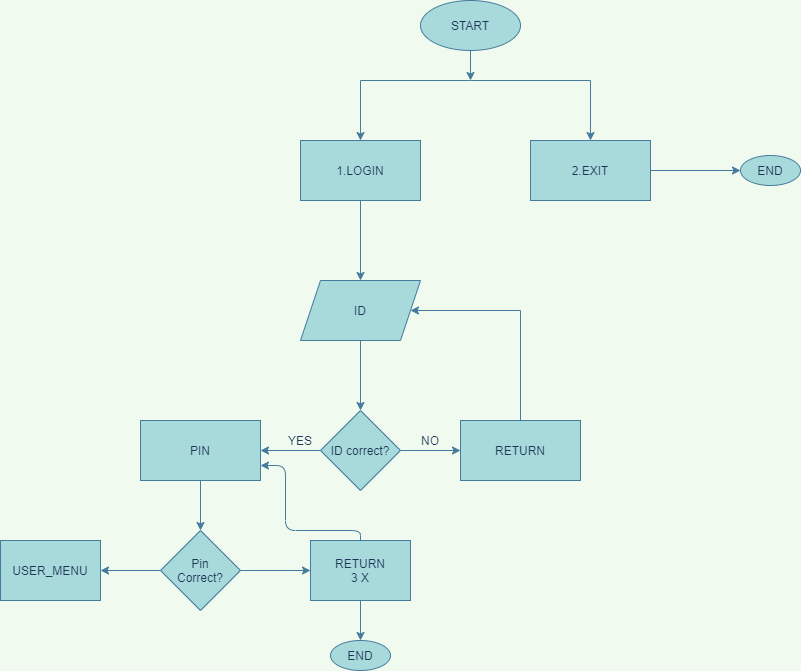 START
1.LOGIN
2.EXIT
END
ID
PIN
YES
ID correct?
NO
RETURN
USER_MENU
Pin
Correct?
RETURN
3 X
END